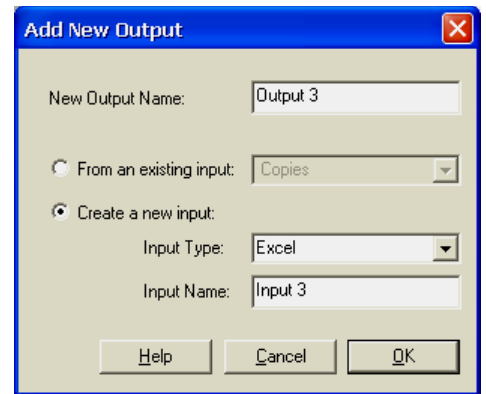 Add New Output
New Output Name: Output 3
From an existing input: Copies
Create a new input:
Input Type: Excel
Input Name: Input 3
Help Cancel OK